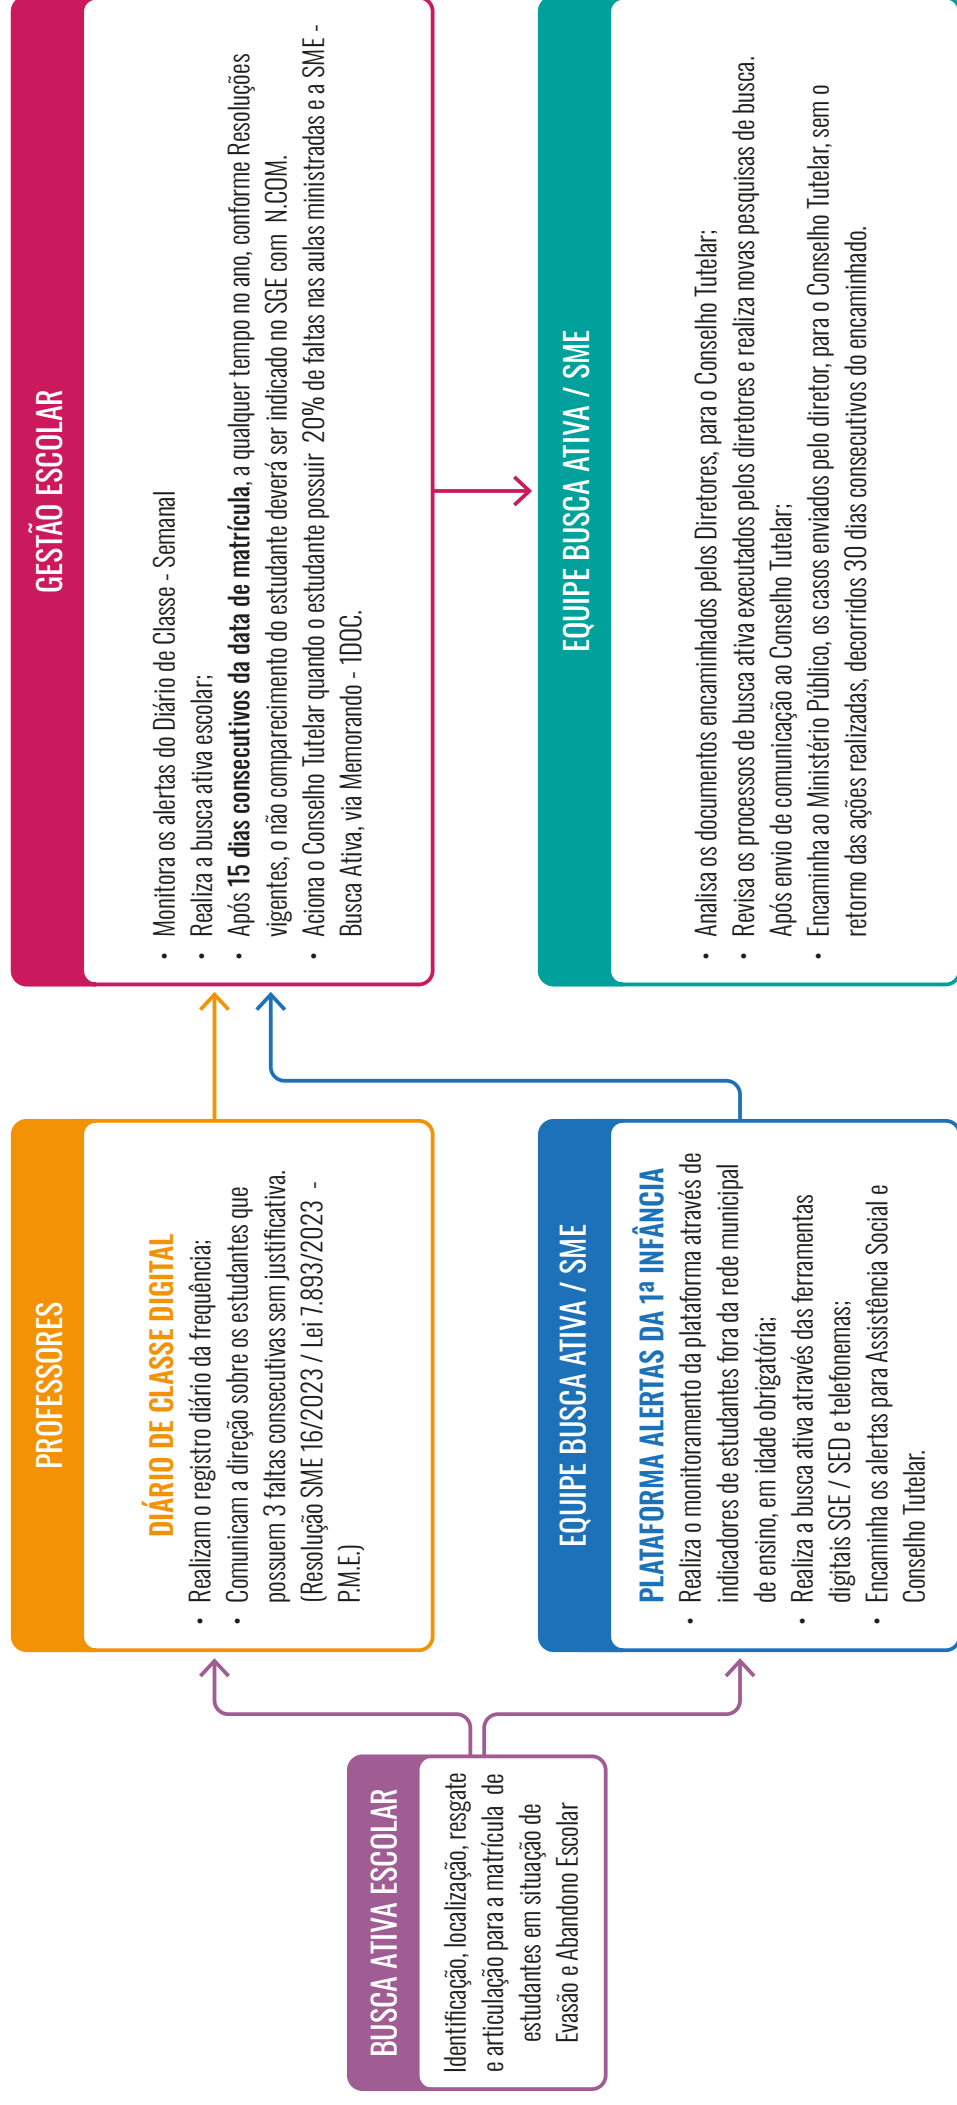 BUSCA ATIVA ESCOLAR
Identificação, localização, resgate
e articulação para a matrícula de
estudantes em situação de
Evasão e Abandono Escolar
PROFESSORES
DIÁRIO DE CLASSE DIGITAL
• Realizam o registro diário da frequência;
• Comunicam a direção sobre os estudantes que
possuem 3 faltas consecutivas sem justificativa.
(Resolução SME 16/2023 / Lei 7.893/2023 -
P.M.E.)
EQUIPE BUSCA ATIVA / SME
PLATAFORMA ALERTAS DA 1ª INFÂNCIA
• Realiza o monitoramento da plataforma através de
indicadores de estudantes fora da rede municipal
de ensino, em idade obrigatória;
• Realiza a busca ativa através das ferramentas
digitais SGE / SED e telefonemas;
• Encaminha os alertas para Assistência Social e
Conselho Tutelar.
GESTÃO ESCOLAR
• Monitora os alertas do Diário de Classe - Semanal
• Realiza a busca ativa escolar;
• Após 15 dias consecutivos da data de matrícula, a qualquer tempo no ano, conforme Resoluções
vigentes, o não comparecimento do estudante deverá ser indicado no SGE com N.COM.
• Aciona o Conselho Tutelar quando o estudante possuir 20% de faltas nas aulas ministradas e a SME -
Busca Ativa, via Memorando - 1DOC.
EQUIPE BUSCA ATIVA / SME
• Analisa os documentos encaminhados pelos Diretores, para o Conselho Tutelar;
• Revisa os processos de busca ativa executados pelos diretores e realiza novas pesquisas de busca.
Após envio de comunicação ao Conselho Tutelar;
• Encaminha ao Ministério Público, os casos enviados pelo diretor, para o Conselho Tutelar, sem o
retorno das ações realizadas, decorridos 30 dias consecutivos do encaminhado.